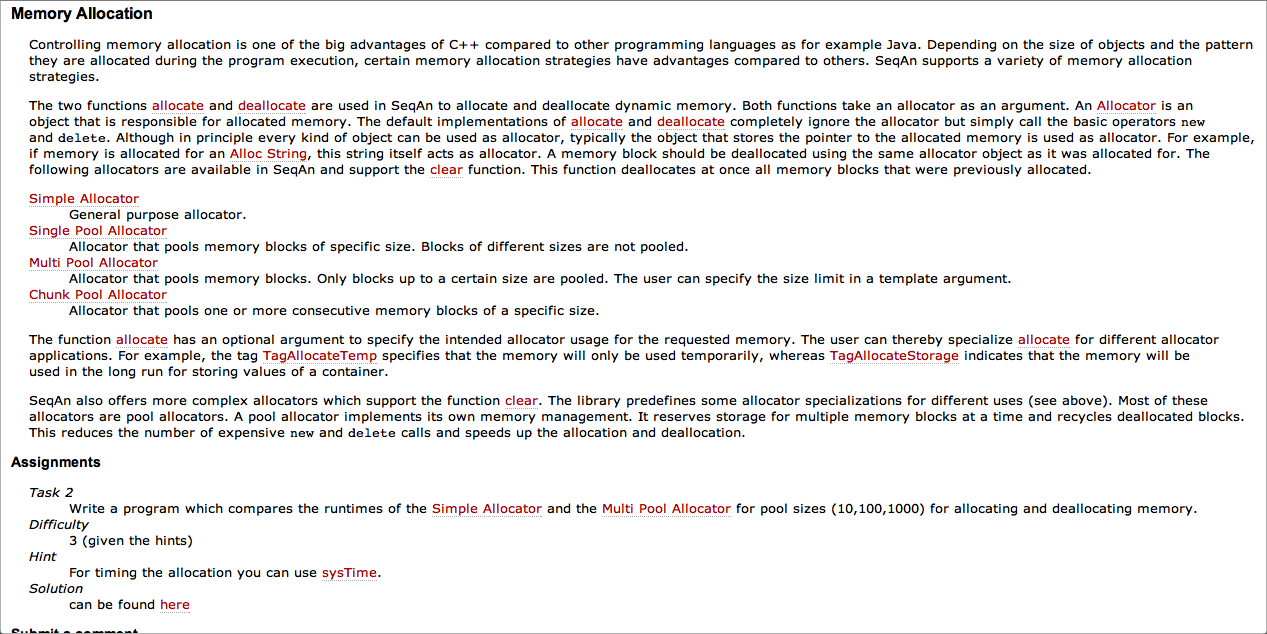 Memory Allocation
Controlling memory allocation is one of the big advantages of C++ compared to other programming languages as for example Java. Depending on the size of objects and the pattern
they are allocated during the program execution, certain memory allocation strategies have advantages compared to others. SeqAn supports a variety of memory allocation
strategies.
The two functions allocate and deallocate are used in SeqAn to allocate and deallocate dynamic memory. Both functions take an allocator as an argument. An Allocator is an
object that is responsible for allocated memory. The default implementations of allocate and deallocate completely ignore the allocator but simply call the basic operators new
and delete. Although in principle every kind of object can be used as allocator, typically the object that stores the pointer to the allocated memory is used as allocator. For example,
if memory is allocated for an Alloc String, this string itself acts as allocator. A memory block should be deallocated using the same allocator object as it was allocated for. The
following allocators are available in SeqAn and support the clear function. This function deallocates at once all memory blocks that were previously allocated.
Simple Allocator
General purpose allocator.
Single Pool Allocator
Allocator that pools memory blocks of specific size. Blocks of different sizes are not pooled.
Multi Pool Allocator
Allocator that pools memory blocks. Only blocks up to a certain size are pooled. The user can specify the size limit in a template argument.
Chunk Pool Allocator
Allocator that pools one or more consecutive memory blocks of a specific size.
The function allocate has an optional argument to specify the intended allocator usage for the requested memory. The user can thereby specialize allocate for different allocator
applications. For example, the tag TagAllocateTemp specifies that the memory will only be used temporarily, whereas TagAllocateStorage indicates that the memory will be
used in the long run for storing values of a container.
SeqAn also offers more complex allocators which support the function clear. The library predefines some allocator specializations for different uses (see above). Most of these
allocators are pool allocators. A pool allocator implements its own memory management. It reserves storage for multiple memory blocks at a time and recycles deallocated blocks.
This reduces the number of expensive new and delete calls and speeds up the allocation and deallocation.
Assignments
Task 2
Write a program which compares the runtimes of the Simple Allocator and the Multi Pool Allocator for pool sizes (10,100,1000) for allocating and deallocating memory.
Difficulty
3 (given the hints)
Hint
For timing the allocation you can use sysTime.
Solution
can be found here
Submit a comment